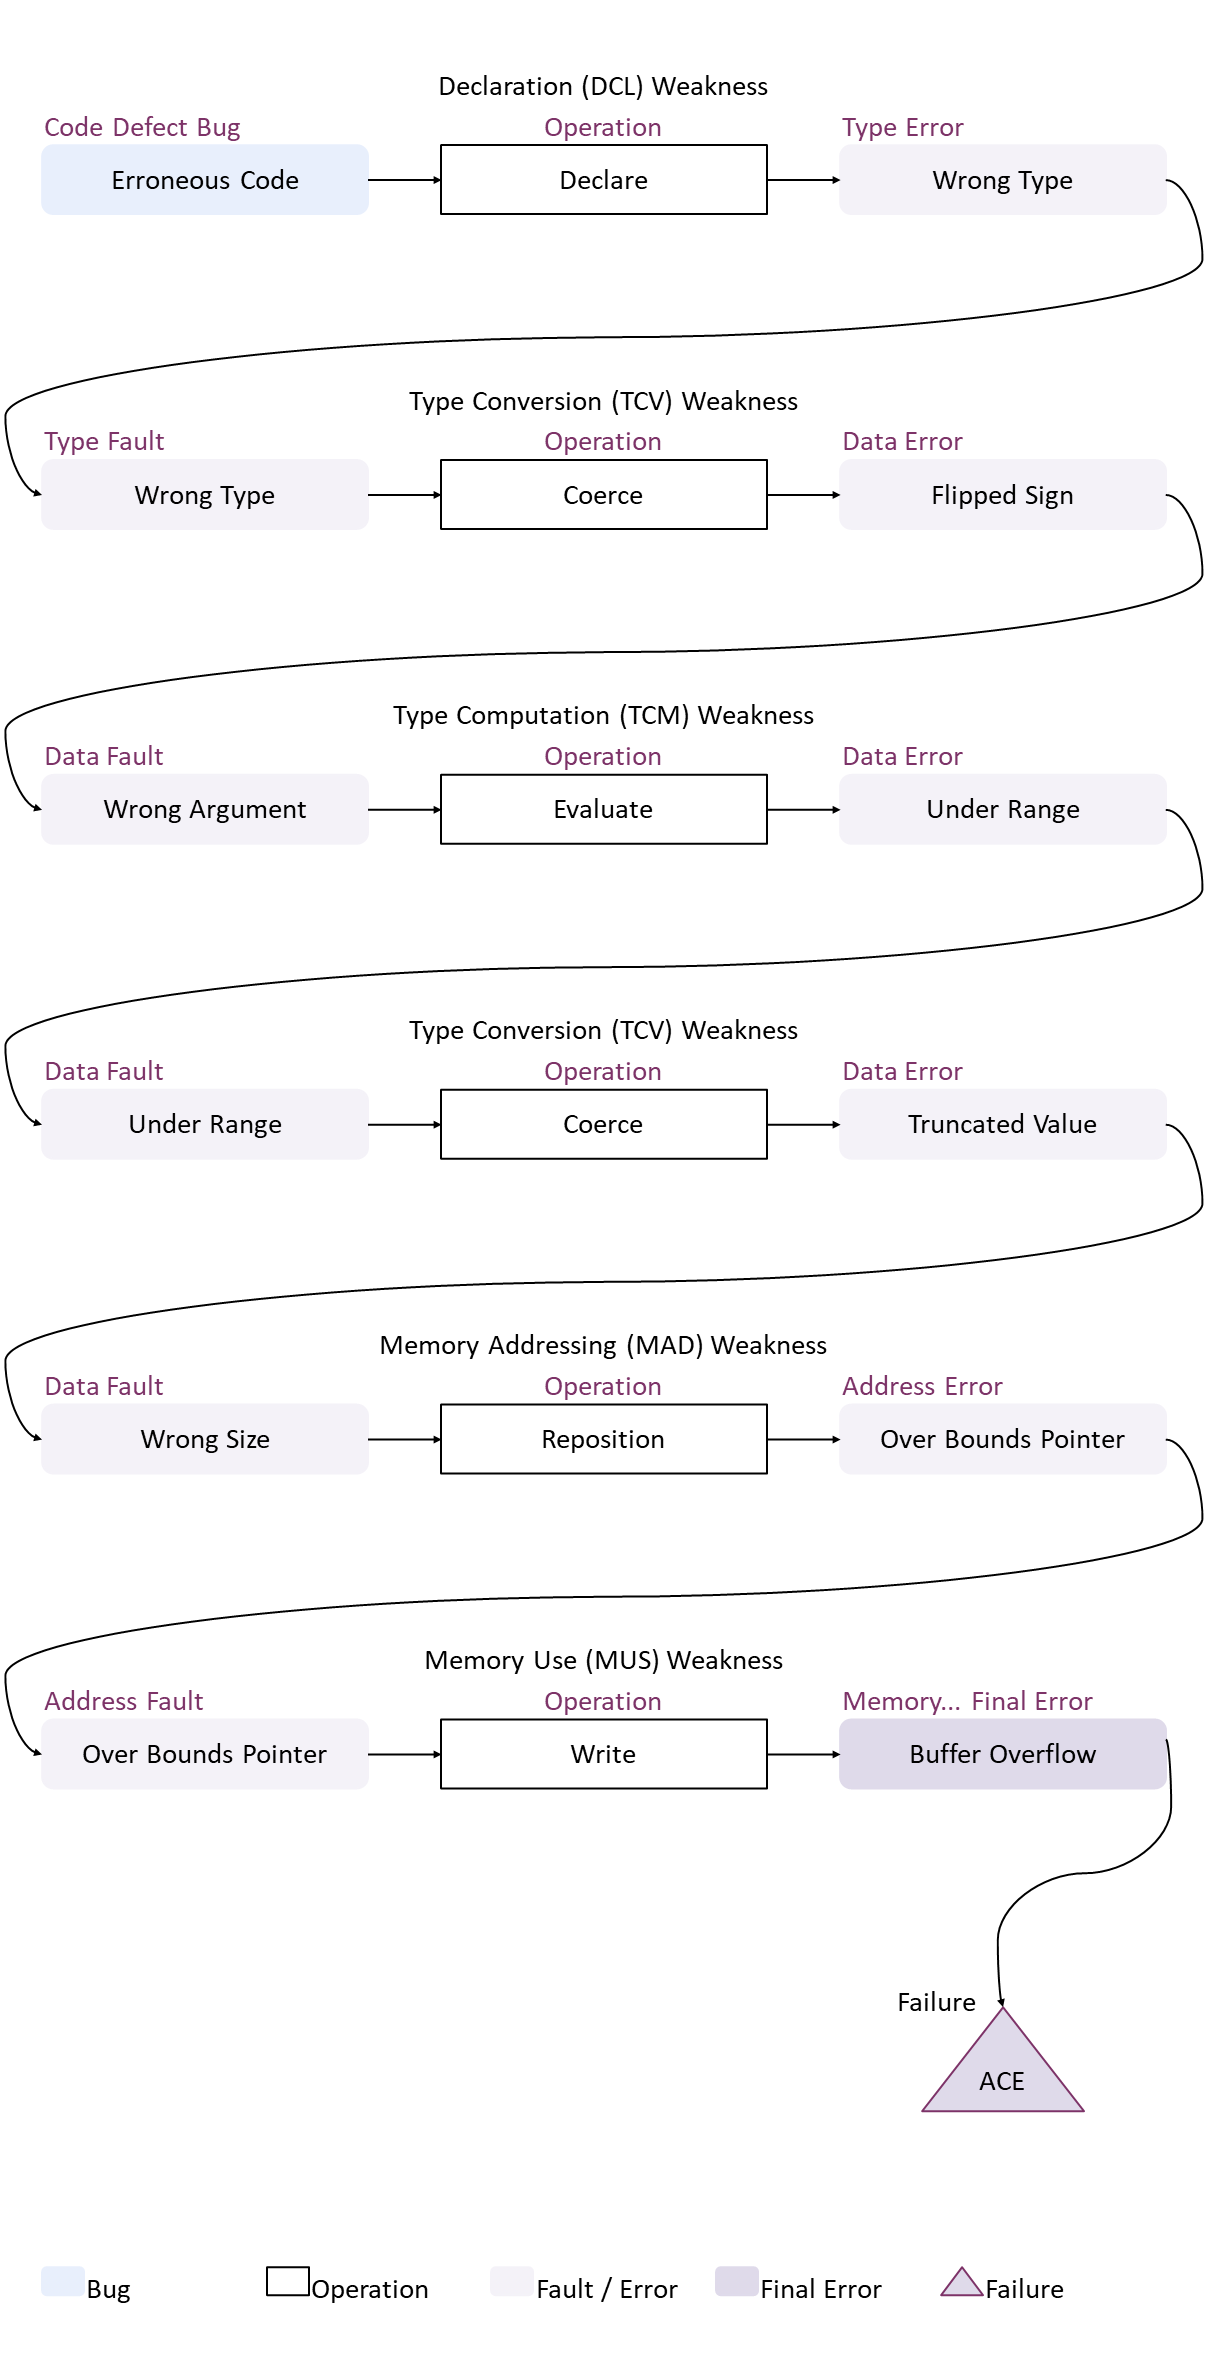 Declaration (DCL) Weakness
Code Defect Bug Operation Type Error
Erroneous Code Declare Wrong Type
Type Conversion (TCV) Weakness
Type Fault Operation Data Error
Wrong Type Coerce Flipped Sign
Type Computation (TCM) Weakness
Data Fault Operation Data Error
Wrong Argument Evaluate Under Range
Type Conversion (TCV) Weakness
Data Fault Operation Data Error
Under Range Coerce Truncated Value
Memory Addressing (MAD) Weakness
Data Fault Operation Address Error
Wrong Size Reposition Over Bounds Pointer
Memory Use (MUS) Weakness
Address Fault Operation Memory... Final Error
Over Bounds Pointer Write Buffer Overflow
Failure
ACE
Bug Operation Fault / Error Final Error Failure